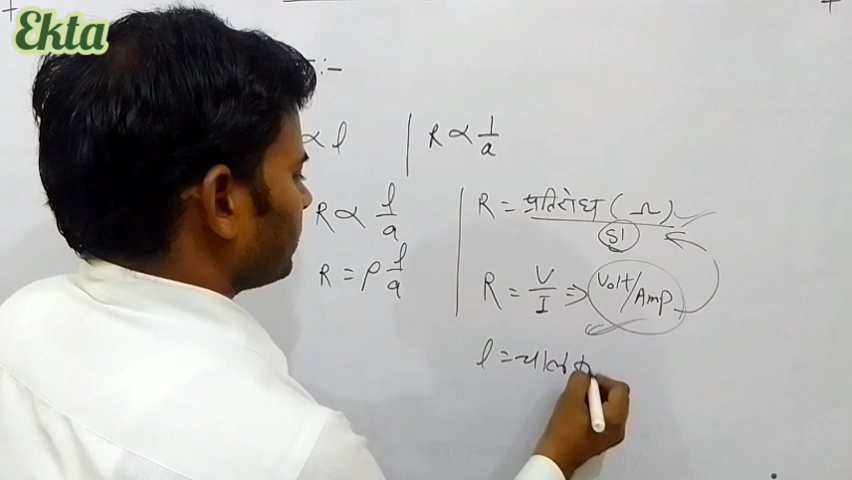 Ekta
:-
∝ l
R ∝ 1/a
R ∝ l/a
R = ρ l/a
R = प्रतिरोध (Ω)
SI
R = V/I ⇒ Volt/Amp
l = चालक